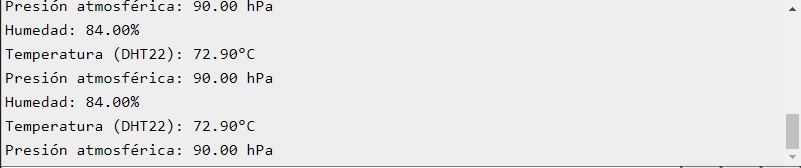 Presión atmosférica: 90.00 hPa
Humedad: 84.00%
Temperatura (DHT22): 72.90°C
Presión atmosférica: 90.00 hPa
Humedad: 84.00%
Temperatura (DHT22): 72.90°C
Presión atmosférica: 90.00 hPa